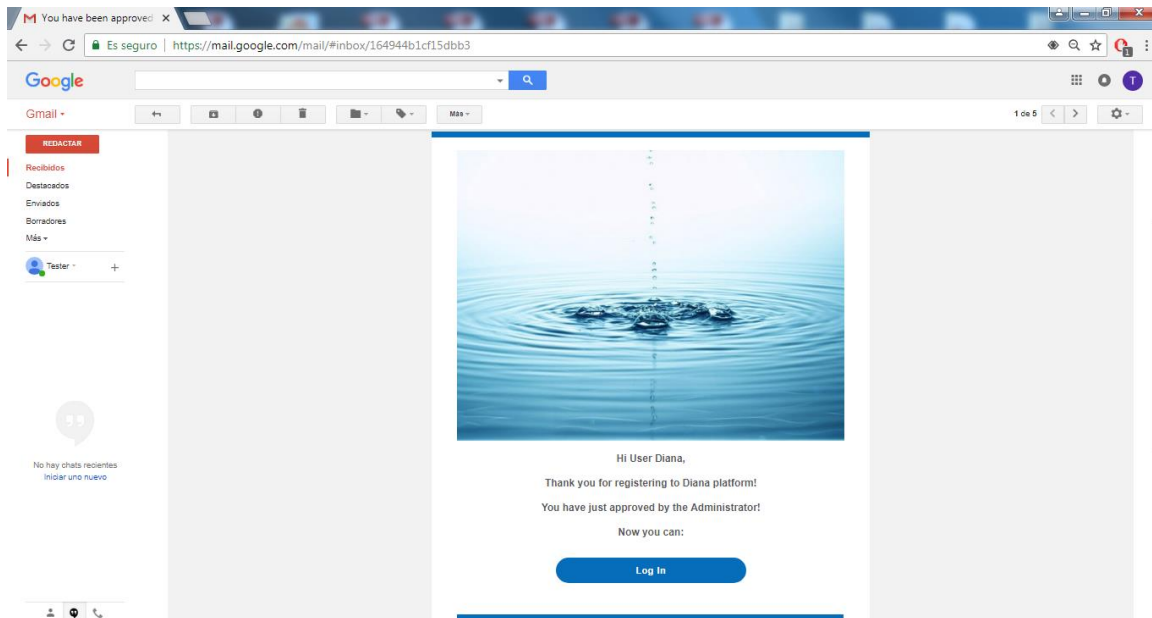 You have been approved
Es seguro | https://mail.google.com/mail/#inbox/164944b1cf15dbb3
1
Google
T
Gmail
Más
1 de 5
REDACTAR
Recibidos
Destacados
Enviados
Borradores
Más
Tester
No hay chats recientes
Iniciar uno nuevo
Hi User Diana,
Thank you for registering to Diana platform!
You have just approved by the Administrator!
Now you can:
Log In